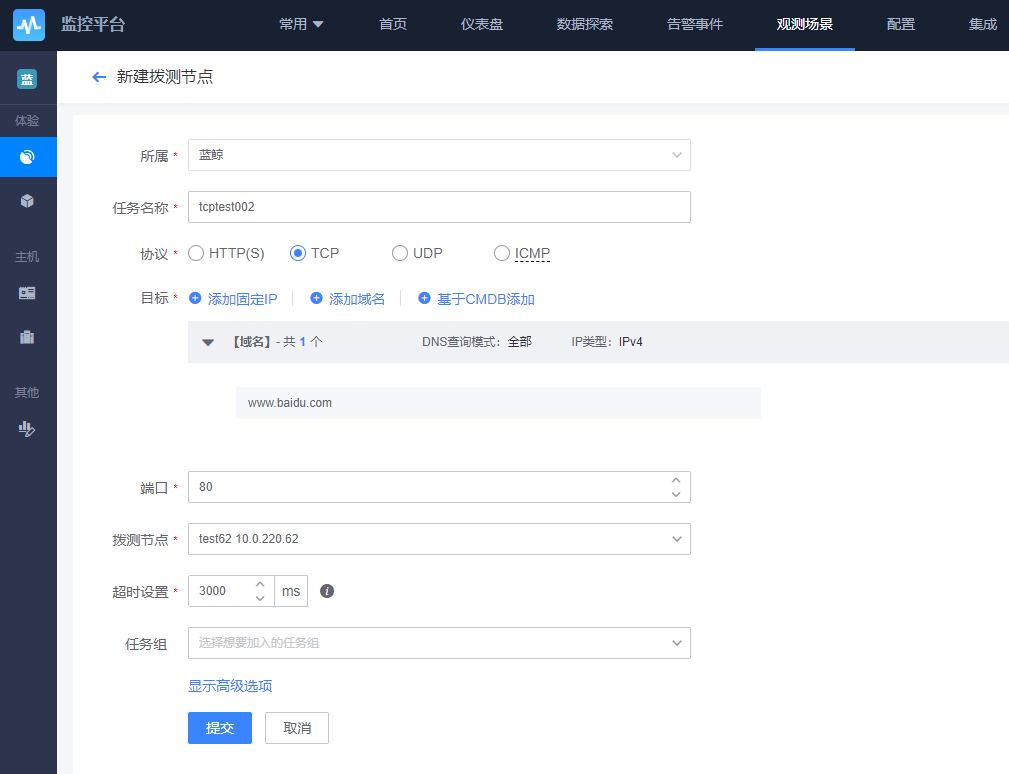 监控平台 常用 首页 仪表盘 数据探索 告警事件 观测场景 配置 集成
蓝
新建拨测节点
体验
所属 * 蓝鲸
任务名称 * tcptest002
协议 * HTTP(S) TCP UDP ICMP
主机
目标 * 添加固定IP 添加域名 基于CMDB添加
【域名】- 共 1 个 DNS查询模式： 全部 IP类型： IPv4
其他
www.baidu.com
端口 * 80
拨测节点 * test62 10.0.220.62
超时设置 * 3000 ms
任务组 选择想要加入的任务组
显示高级选项
提交 取消